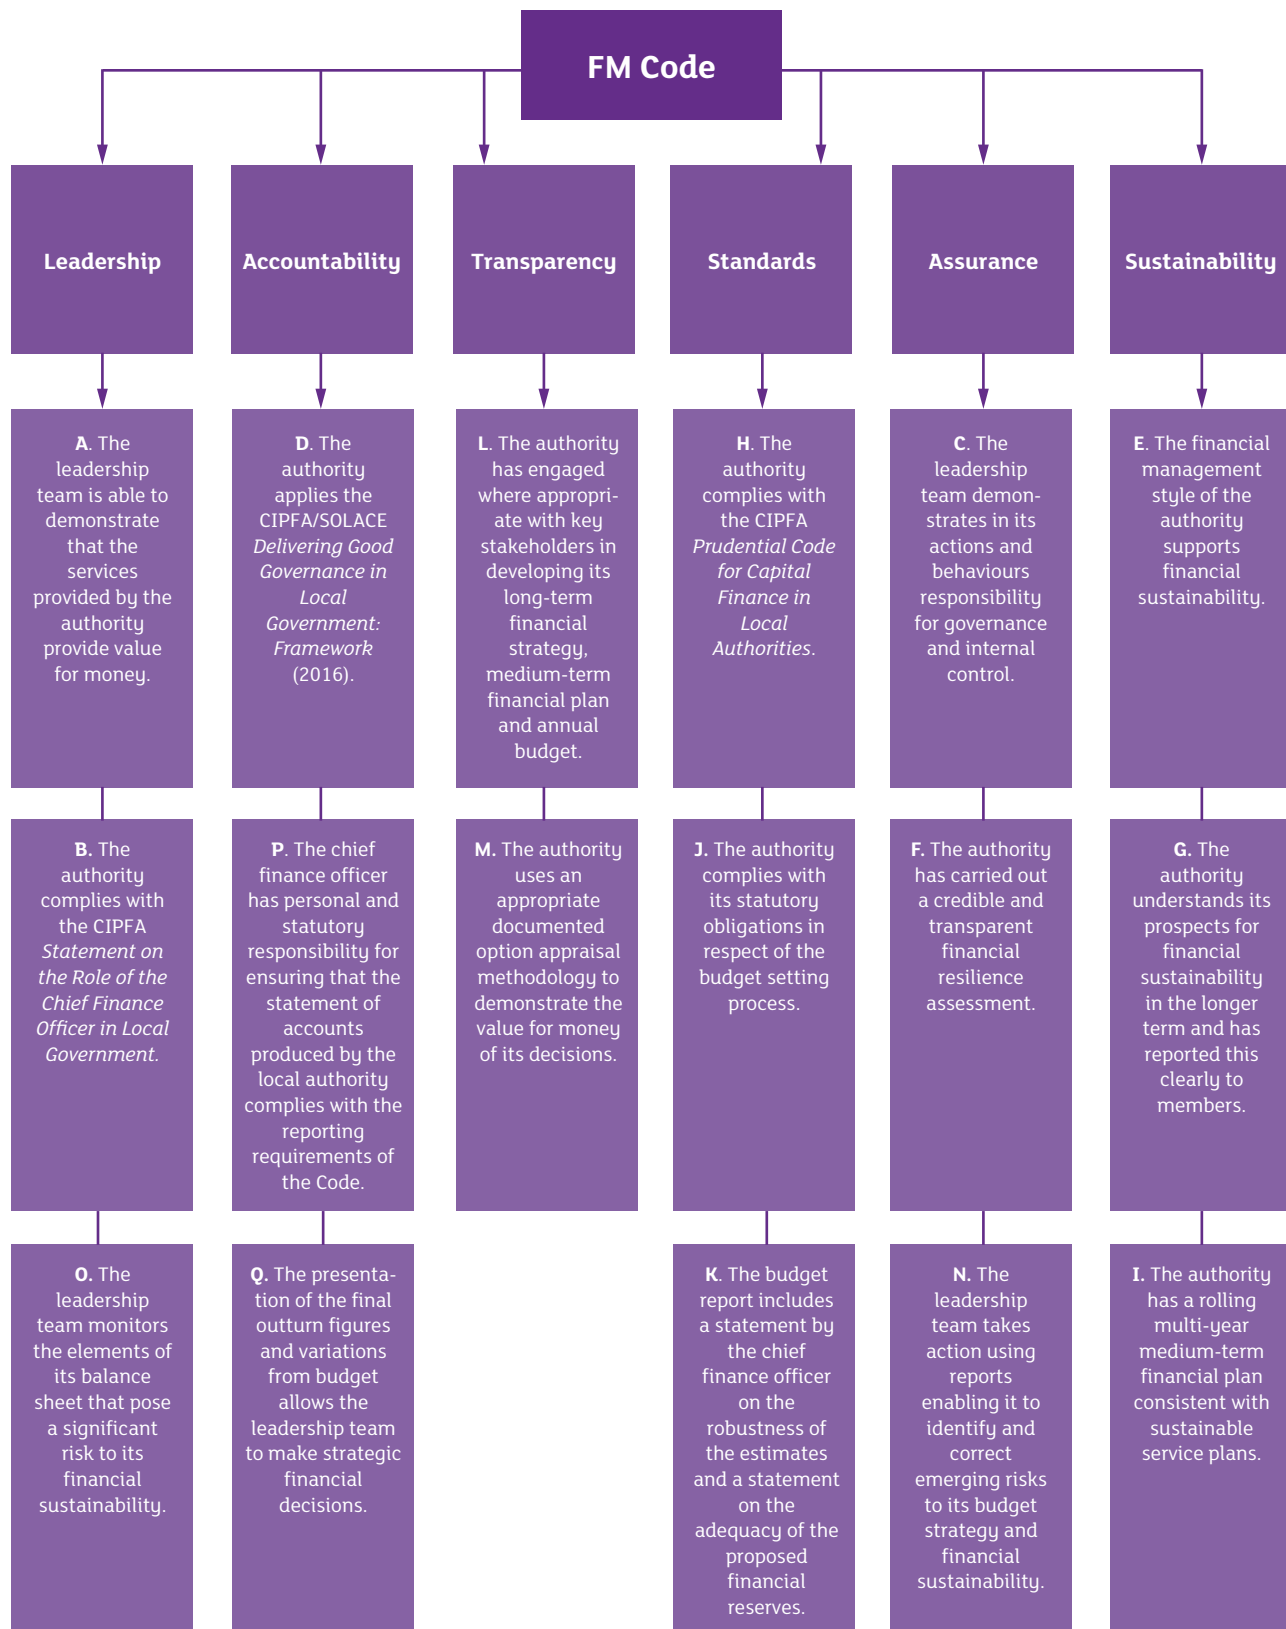 FM Code
Leadership
Accountability
Transparency
Standards
Assurance
Sustainability
A. The
leadership
team is able to
demonstrate
that the
services
provided by the
authority
provide value
for money.
D. The
authority
applies the
CIPFA/SOLACE
Delivering Good
Governance in
Local
Government:
Framework
(2016).
L. The authority
has engaged
where appropri-
ate with key
stakeholders in
developing its
long-term
financial
strategy,
medium-term
financial plan
and annual
budget.
H. The
authority
complies with
the CIPFA
Prudential Code
for Capital
Finance in
Local
Authorities.
C. The
leadership
team demon-
strates in its
actions and
behaviours
responsibility
for governance
and internal
control.
E. The financial
management
style of the
authority
supports
financial
sustainability.
B. The
authority
complies with
the CIPFA
Statement on
the Role of the
Chief Finance
Officer in Local
Government.
P. The chief
finance officer
has personal and
statutory
responsibility for
ensuring that the
statement of
accounts
produced by the
local authority
complies with the
reporting
requirements of
the Code.
M. The authority
uses an
appropriate
documented
option appraisal
methodology to
demonstrate the
value for money
of its decisions.
J. The authority
complies with
its statutory
obligations in
respect of the
budget setting
process.
F. The authority
has carried out
a credible and
transparent
financial
resilience
assessment.
G. The
authority
understands its
prospects for
financial
sustainability
in the longer
term and has
reported this
clearly to
members.
O. The
leadership
team monitors
the elements of
its balance
sheet that pose
a significant
risk to its
financial
sustainability.
Q. The presenta-
tion of the final
outturn figures
and variations
from budget
allows the
leadership team
to make strategic
financial
decisions.
K. The budget
report includes
a statement by
the chief
finance officer
on the
robustness of
the estimates
and a statement
on the
adequacy of the
proposed
financial
reserves.
N. The
leadership
team takes
action using
reports
enabling it to
identify and
correct
emerging risks
to its budget
strategy and
financial
sustainability.
I. The authority
has a rolling
multi-year
medium-term
financial plan
consistent with
sustainable
service plans.